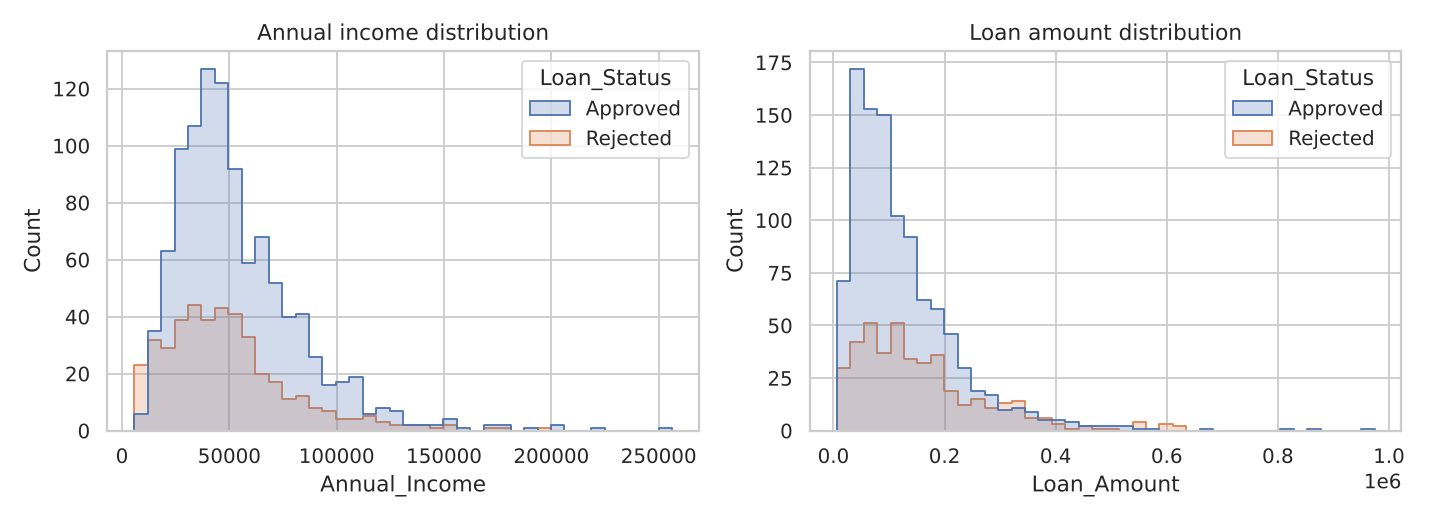 Annual income distribution
Count
120
100
80
60
40
20
0
Loan_Status
Approved
Rejected
0 50000 100000 150000 200000 250000
Annual_Income
Loan amount distribution
Count
175
150
125
100
75
50
25
0
Loan_Status
Approved
Rejected
0.0 0.2 0.4 0.6 0.8 1.0
1e6
Loan_Amount